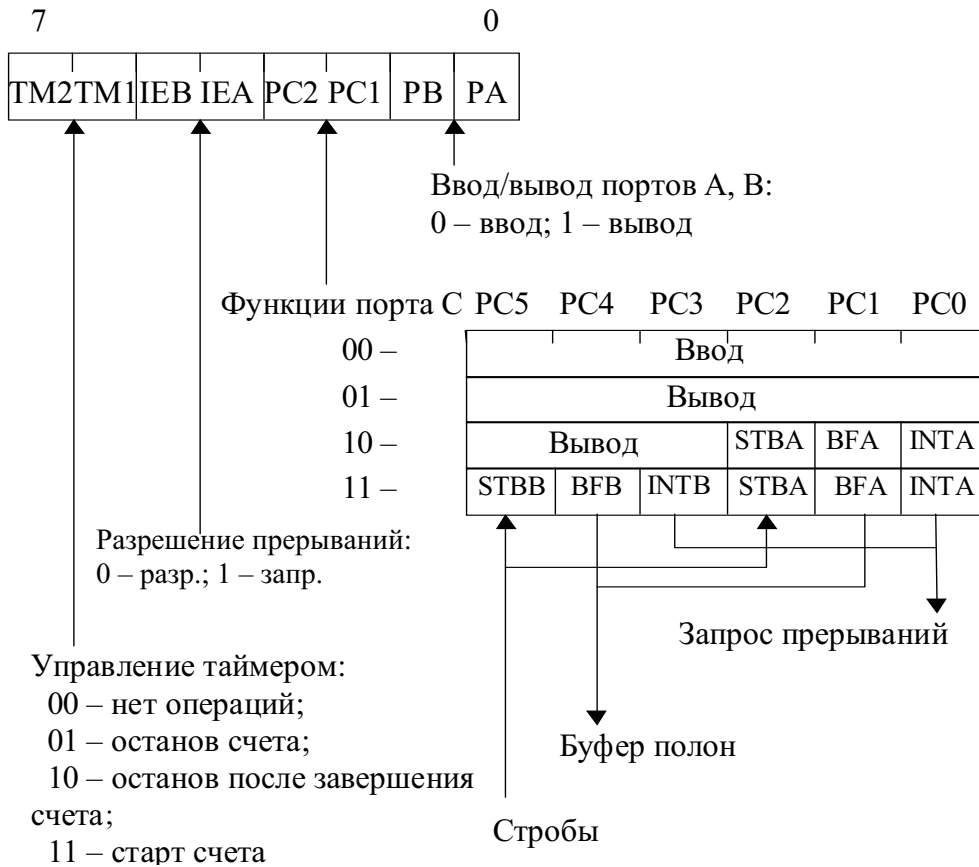 7 0
TM2 TM1 IEB IEA PC2 PC1 PB PA
Ввод/вывод портов А, В:
0 – ввод; 1 – вывод
Функции порта С PC5 PC4 PC3 PC2 PC1 PC0
00 – Ввод
01 – Вывод
10 – Вывод STBA BFA INTA
11 – STBB BFB INTB STBA BFA INTA
Разрешение прерываний:
0 – разр.; 1 – запр.
Запрос прерываний
Управление таймером:
00 – нет операций;
01 – останов счета;
10 – останов после завершения
счета;
11 – старт счета
Буфер полон
Стробы